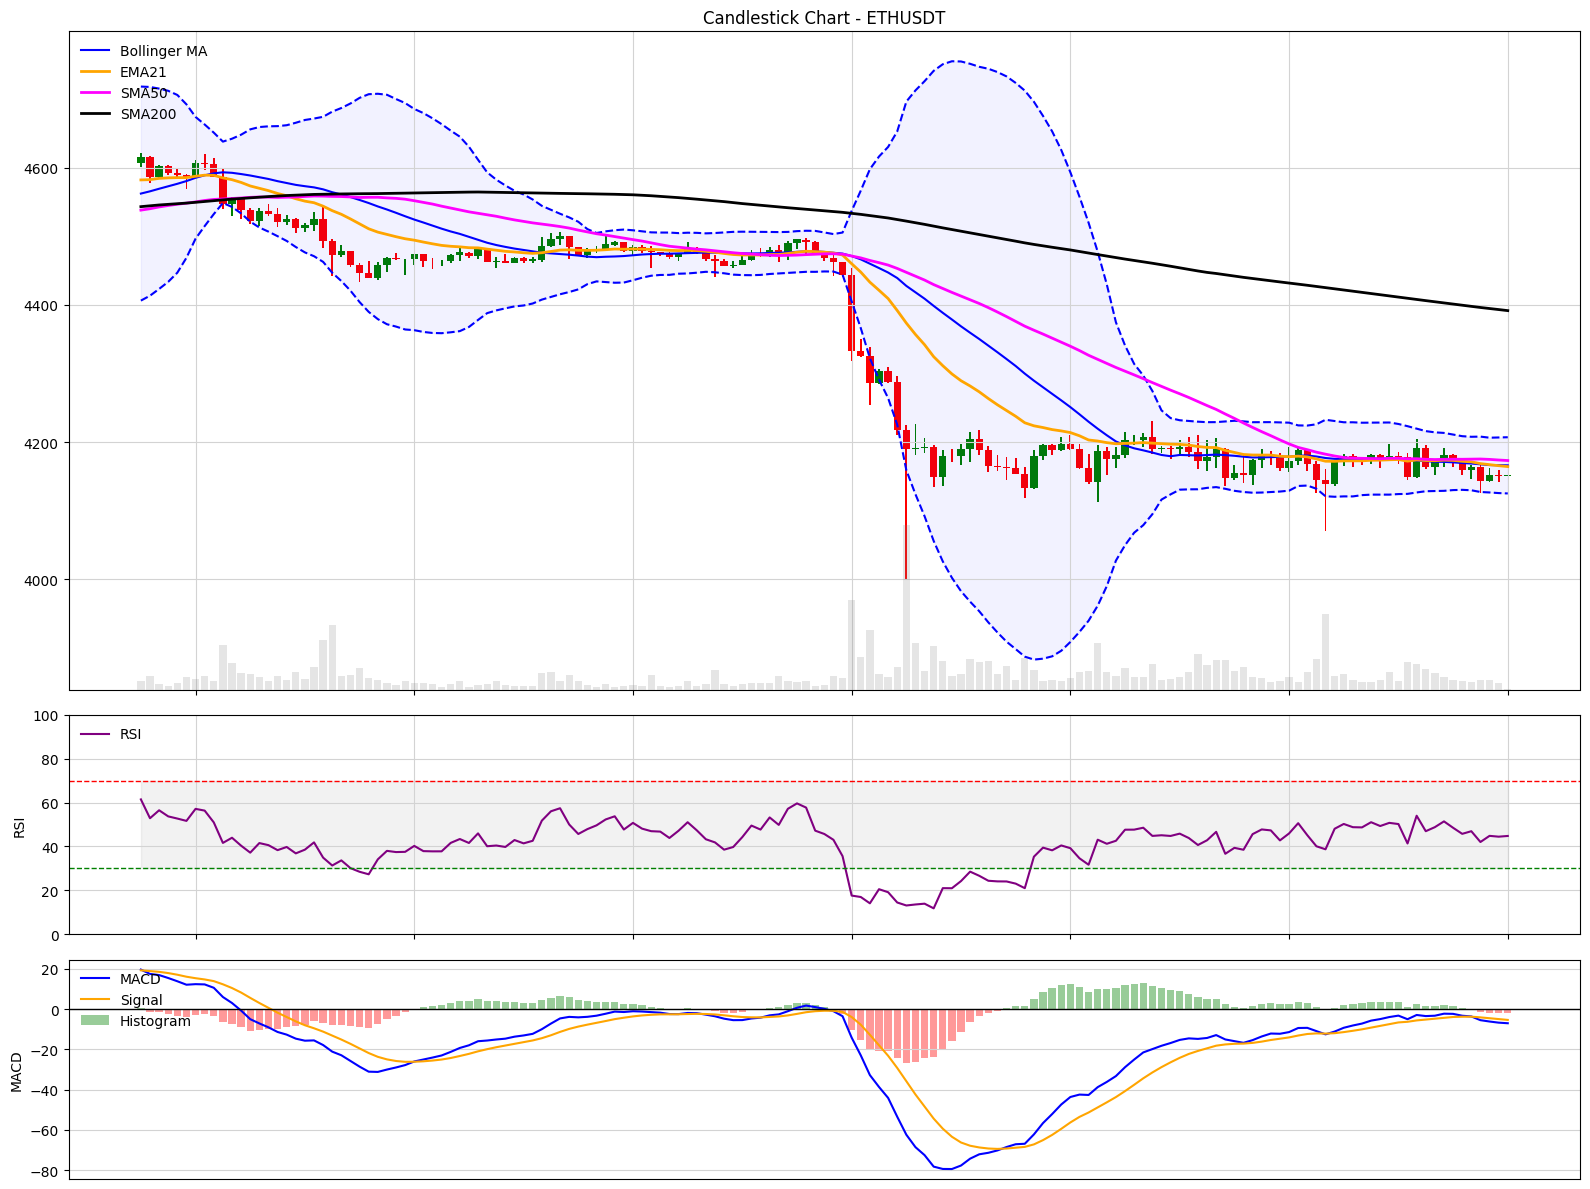 Candlestick Chart - ETHUSDT
Bollinger MA
EMA21
SMA50
SMA200
4600
4400
4200
4000
100
80
60
40
20
0
RSI
RSI
20
0
−20
−40
−60
−80
MACD
MACD
Signal
Histogram